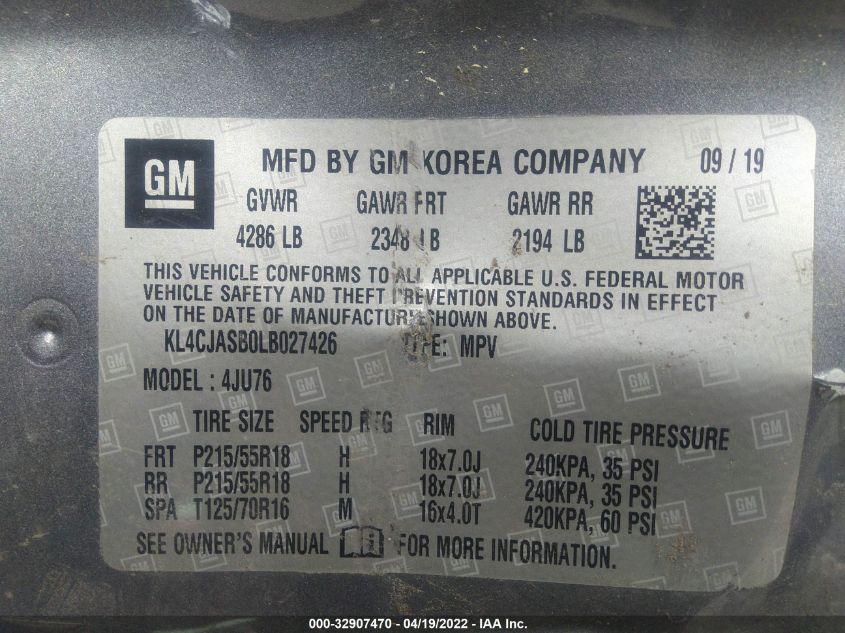 GM MFD BY GM KOREA COMPANY 09 / 19
GVWR GAWR FRT GAWR RR
4286 LB 2348 LB 2194 LB
THIS VEHICLE CONFORMS TO ALL APPLICABLE U.S. FEDERAL MOTOR
VEHICLE SAFETY AND THEFT PREVENTION STANDARDS IN EFFECT
ON THE DATE OF MANUFACTURE SHOWN ABOVE.
KL4CJASB0LB027426 TYPE: MPV
MODEL : 4JU76
TIRE SIZE SPEED RTG RIM COLD TIRE PRESSURE
FRT P215/55R18 H 18x7.0J 240KPA, 35 PSI
RR P215/55R18 H 18x7.0J 240KPA, 35 PSI
SPA T125/70R16 M 16x4.0T 420KPA, 60 PSI
SEE OWNER'S MANUAL FOR MORE INFORMATION.
000-32907470 - 04/19/2022 - IAA Inc.